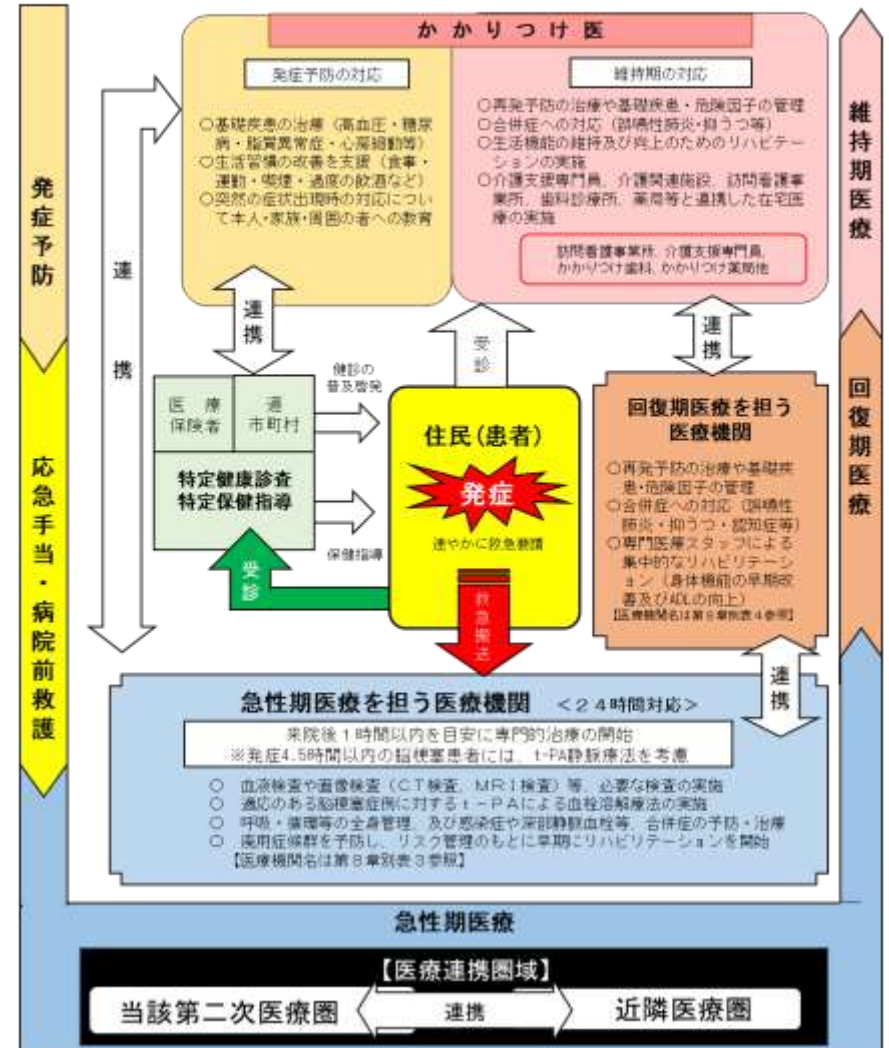 かかりつけ医
発症予防の対応
○基礎疾患の治療（高血圧・糖尿
病・脂質異常症・心房細動等）
○生活習慣の改善を支援（食事・
運動・喫煙・過度の飲酒など）
○突然の症状出現時の対応につい
て本人・家族・周囲の者への教育
維持期の対応
○再発予防の治療や基礎疾患・危険因子の管理
○合併症への対応（誤嚥性肺炎・抑うつ等）
○生活機能の維持及び向上のためのリハビリテー
ションの実施
○介護支援専門員、介護関連施設、訪問看護事
業所、歯科診療所、薬局等と連携した在宅医
療の実施
訪問看護事業所、介護支援専門員、
かかりつけ歯科、かかりつけ薬局他
発症予防
応急手当・病院前救護
維持期医療
回復期医療
連携
連携
受診
連携
医療
保険者
道
市町村
特定健康診査
特定保健指導
健診の
普及啓発
保健指導
受診
住民（患者）
発症
速やかに救急要請
救急搬送
回復期医療を担う
医療機関
○再発予防の治療や基礎疾
患・危険因子の管理
○合併症への対応（誤嚥性
肺炎・抑うつ・認知症等）
○専門医療スタッフによる
集中的なリハビリテーシ
ョン（身体機能の早期改
善及びADLの向上）
【医療機関名は第８章別表４参照】
連携
急性期医療を担う医療機関　＜２４時間対応＞
来院後１時間以内を目安に専門的治療の開始
※発症4.5時間以内の脳梗塞患者には、t-PA静脈療法を考慮
○　血液検査や画像検査（ＣＴ検査、ＭＲＩ検査）等、必要な検査の実施
○　適応のある脳梗塞症例に対するｔ－ＰＡによる血栓溶解療法の実施
○　呼吸・循環等の全身管理、及び感染症や深部静脈血栓等、合併症の予防・治療
○　廃用症候群を予防し、リスク管理のもとに早期にリハビリテーションを開始
【医療機関名は第８章別表３参照】
急性期医療
【医療連携圏域】
当該第二次医療圏
連携
近隣医療圏